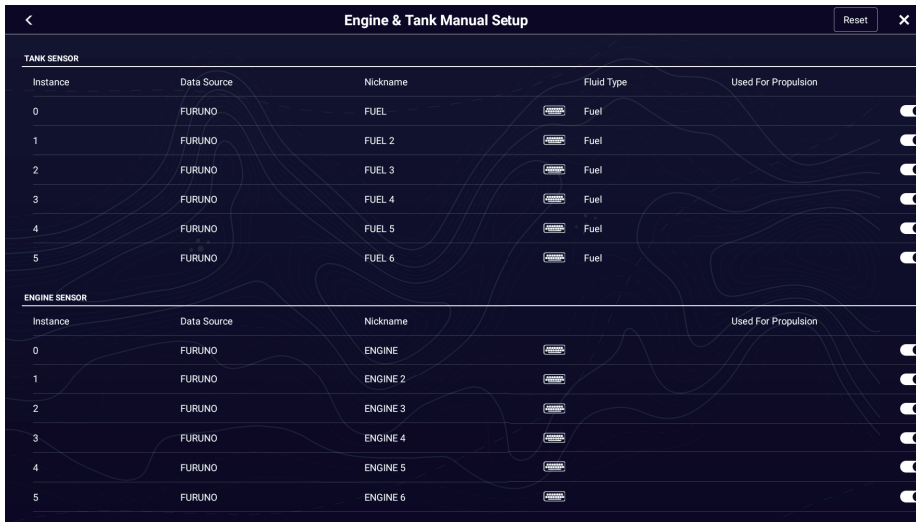 Engine & Tank Manual Setup Reset
TANK SENSOR
Instance Data Source Nickname Fluid Type Used For Propulsion
0 FURUNO FUEL Fuel
1 FURUNO FUEL 2 Fuel
2 FURUNO FUEL 3 Fuel
3 FURUNO FUEL 4 Fuel
4 FURUNO FUEL 5 Fuel
5 FURUNO FUEL 6 Fuel
ENGINE SENSOR
Instance Data Source Nickname Used For Propulsion
0 FURUNO ENGINE
1 FURUNO ENGINE 2
2 FURUNO ENGINE 3
3 FURUNO ENGINE 4
4 FURUNO ENGINE 5
5 FURUNO ENGINE 6